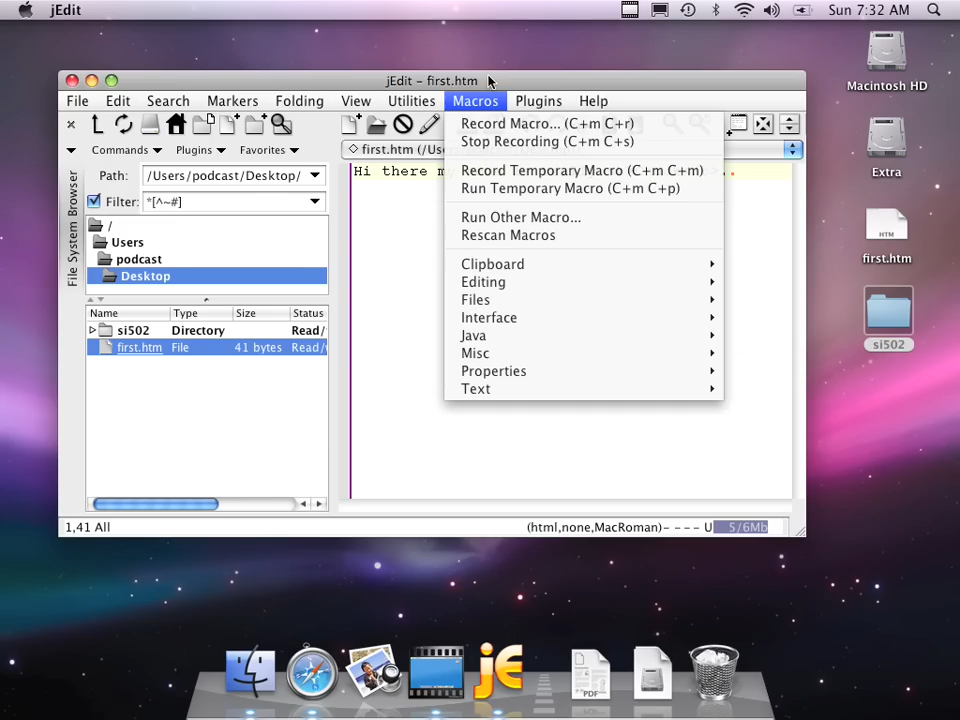 jEdit
Sun 7:32 AM
jEdit - first.htm
File Edit Search Markers Folding View Utilities Macros Plugins Help
Commands Plugins Favorites
first.htm
Path: /Users/podcast/Desktop/
Filter: *[^~#]
File System Browser
/
Users
podcast
Desktop
Name Type Size Status
si502 Directory Read/
first.htm File 41 bytes Read/
Hi there
Record Macro... (C+m C+r)
Stop Recording (C+m C+s)
Record Temporary Macro (C+m C+m)
Run Temporary Macro (C+m C+p)
Run Other Macro...
Rescan Macros
Clipboard
Editing
Files
Interface
Java
Misc
Properties
Text
1,41 All
(html,none,MacRoman)- - - - U 5/6Mb
Macintosh HD
Extra
HTM
first.htm
si502
jE
PDF